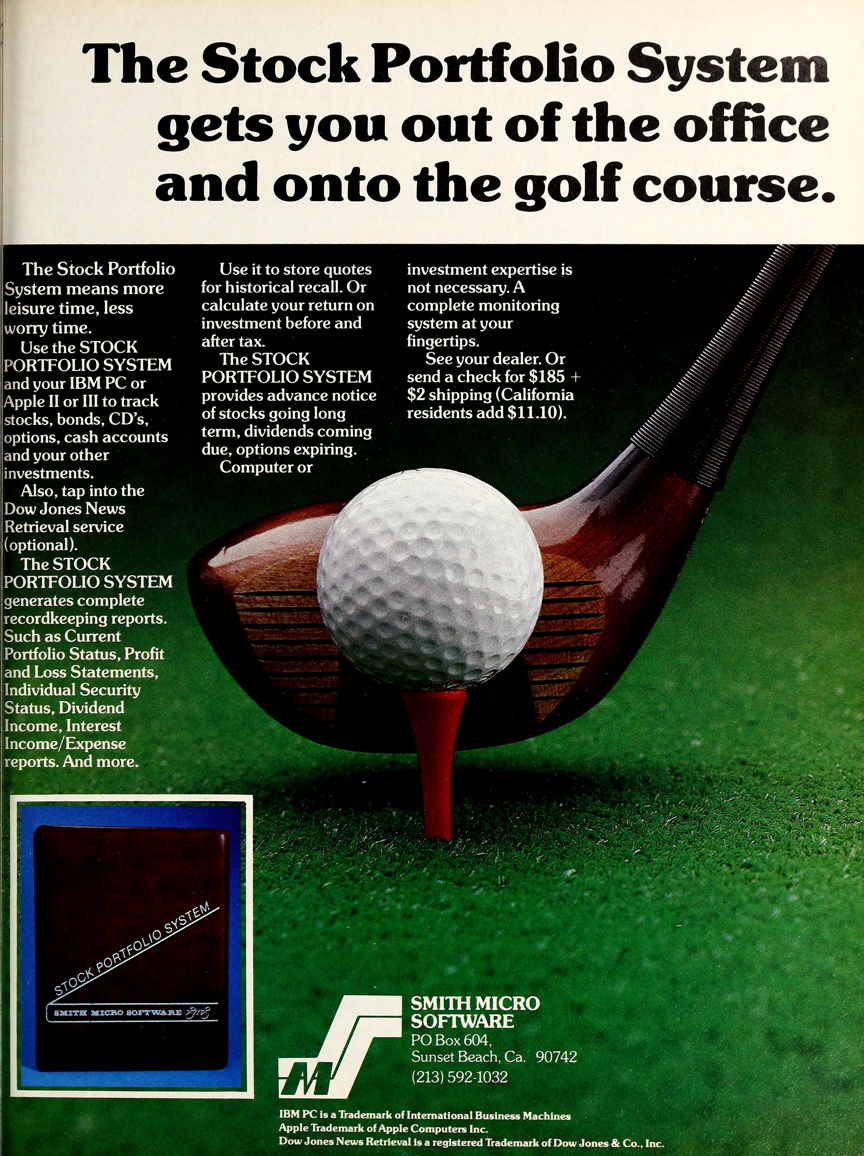 The Stock Portfolio System
gets you out of the office
and onto the golf course.
The Stock Portfolio
System means more
leisure time, less
worry time.
Use the STOCK
PORTFOLIO SYSTEM
and your IBM PC or
Apple II or III to track
stocks, bonds, CD's,
options, cash accounts
and your other
investments.
Also, tap into the
Dow Jones News
Retrieval service
(optional).
The STOCK
PORTFOLIO SYSTEM
generates complete
recordkeeping reports.
Such as Current
Portfolio Status, Profit
and Loss Statements,
Individual Security
Status, Dividend
Income, Interest
Income/Expense
reports. And more.
Use it to store quotes
for historical recall. Or
calculate your return on
investment before and
after tax.
The STOCK
PORTFOLIO SYSTEM
provides advance notice
of stocks going long
term, dividends coming
due, options expiring.
Computer or
investment expertise is
not necessary. A
complete monitoring
system at your
fingertips.
See your dealer. Or
send a check for $185 +
$2 shipping (California
residents add $11.10).
STOCK PORTFOLIO SYSTEM
SMITH MICRO SOFTWARE
SMITH MICRO
SOFTWARE
PO Box 604,
Sunset Beach, Ca. 90742
(213) 592-1032
IBM PC is a Trademark of International Business Machines
Apple Trademark of Apple Computers Inc.
Dow Jones News Retrieval is a registered Trademark of Dow Jones & Co., Inc.